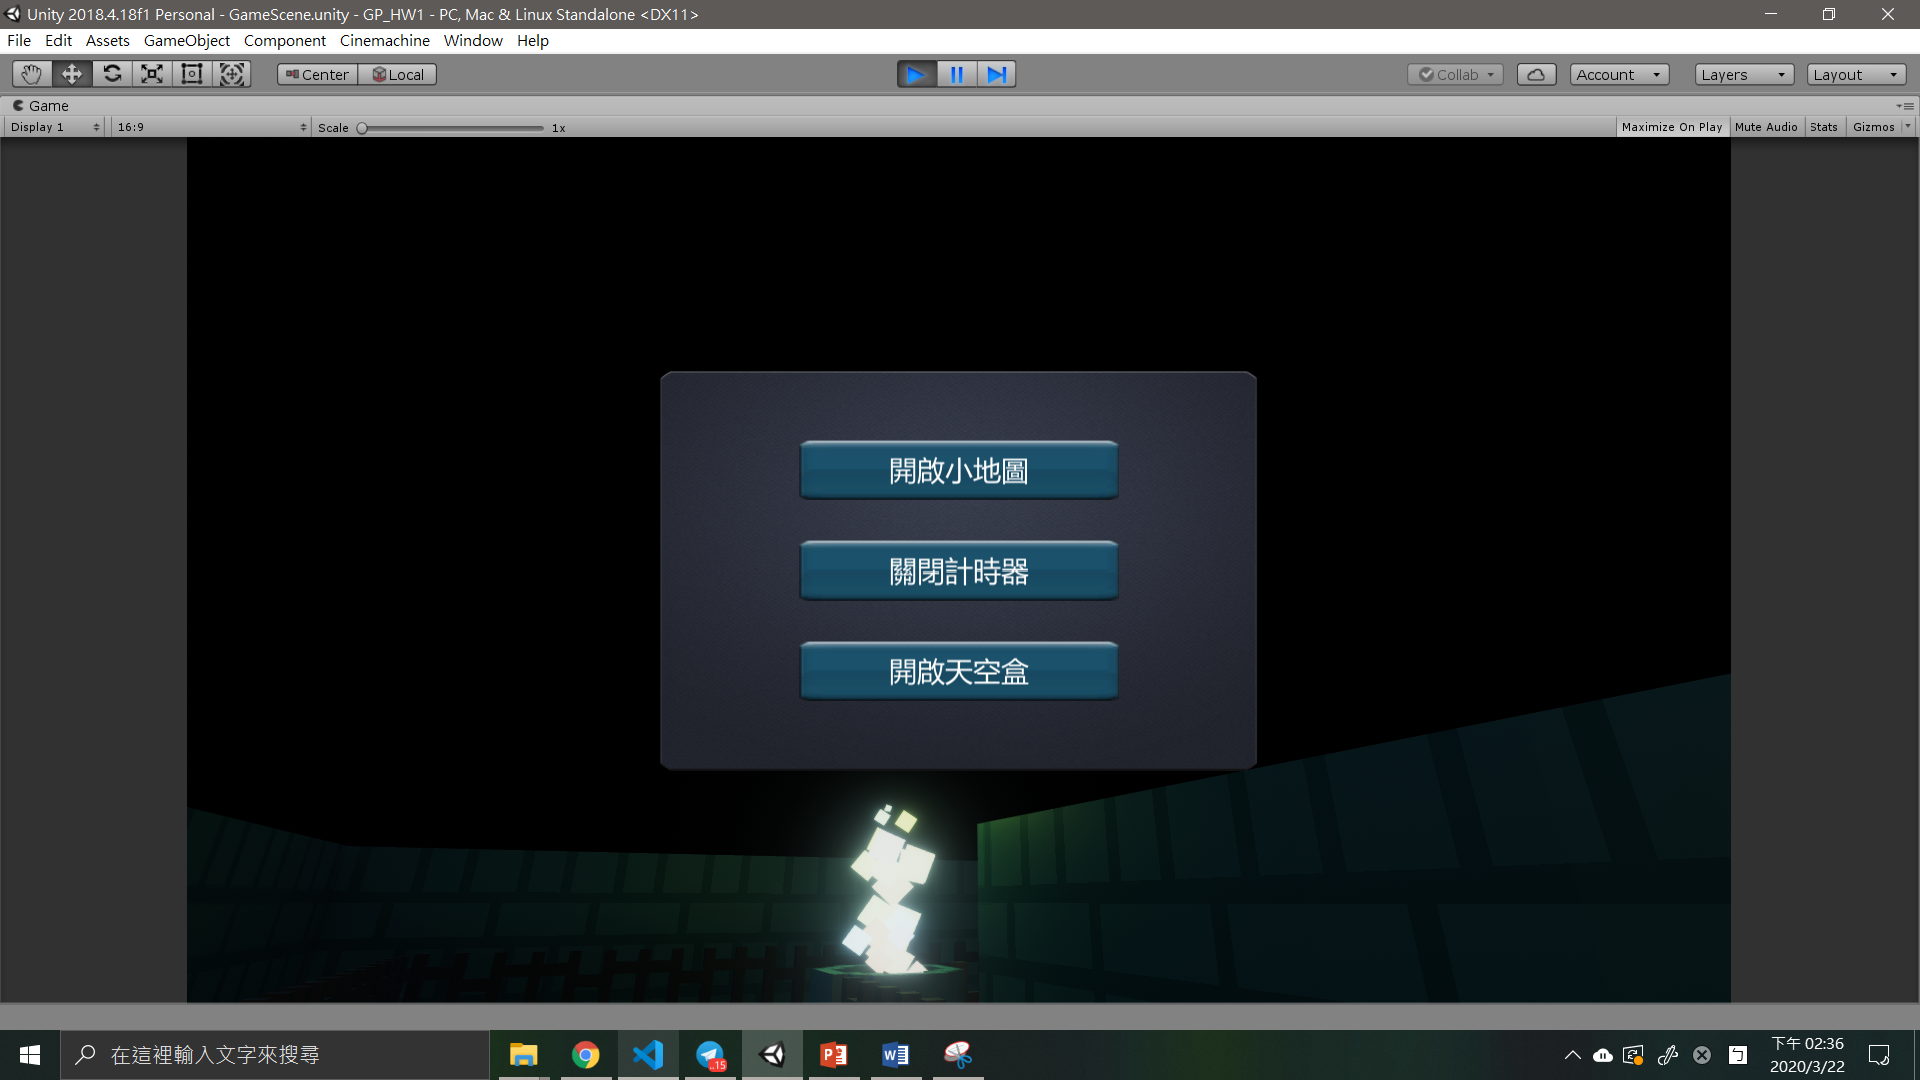 Unity 2018.4.18f1 Personal - GameScene.unity - GP_HW1 - PC, Mac & Linux Standalone <DX11>
File Edit Assets GameObject Component Cinemachine Window Help
Center Local Collab Account Layers Layout
Game
Display 1 16:9 Scale 1x Maximize On Play Mute Audio Stats Gizmos
開啟小地圖
關閉計時器
開啟天空盒
在這裡輸入文字來搜尋
..15
下午 02:36
2020/3/22